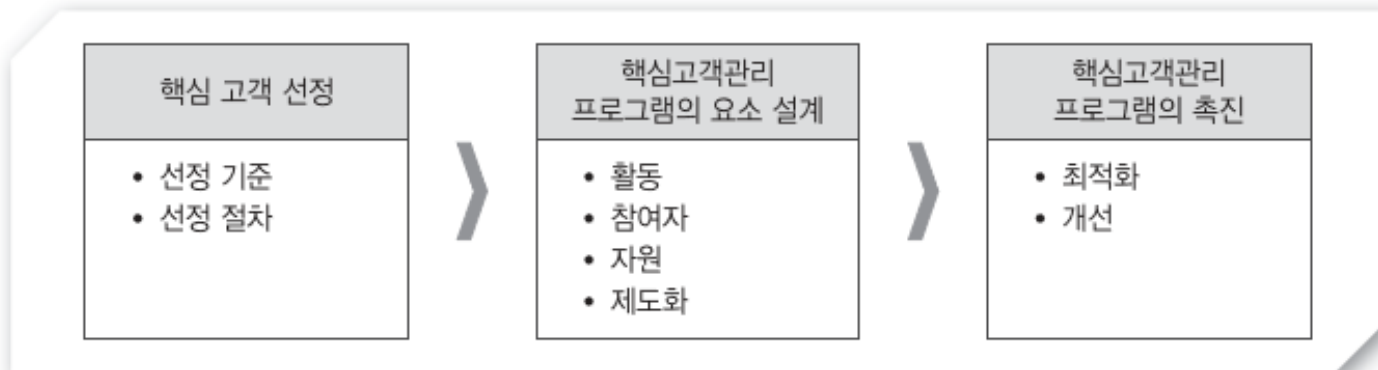 핵심 고객 선정
• 선정 기준
• 선정 절차
핵심고객관리
프로그램의 요소 설계
• 활동
• 참여자
• 자원
• 제도화
핵심고객관리
프로그램의 촉진
• 최적화
• 개선